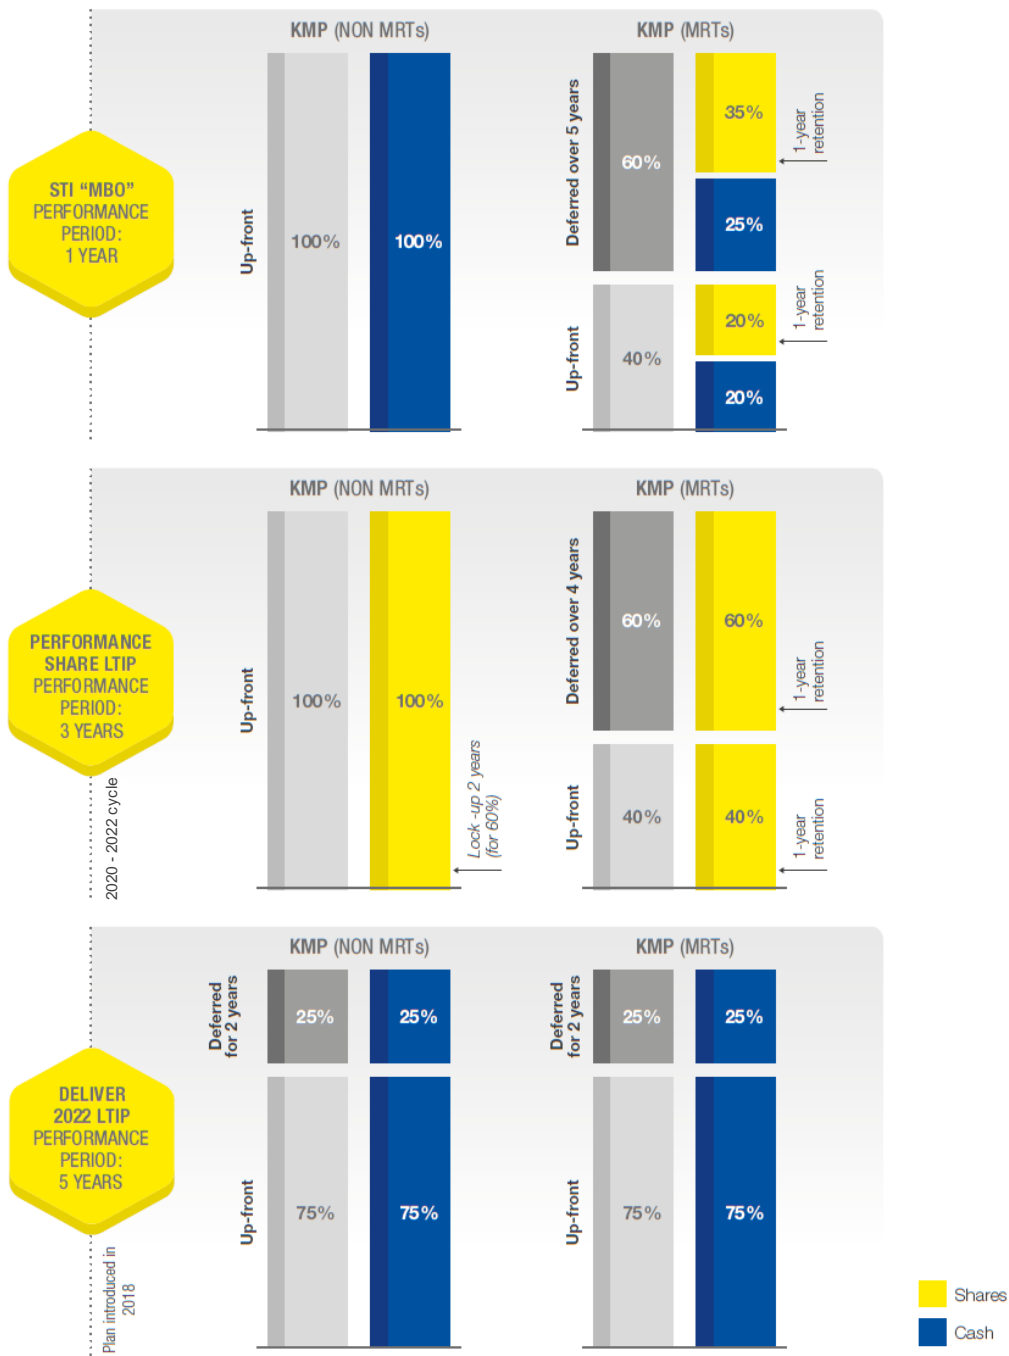 KMP (NON MRTs)
KMP (MRTs)
STI “MBO”
PERFORMANCE
PERIOD:
1 YEAR
Up-front
100%
100%
Deferred over 5 years
60%
35%
1-year
retention
25%
Up-front
40%
20%
1-year
retention
20%
KMP (NON MRTs)
KMP (MRTs)
PERFORMANCE
SHARE LTIP
PERFORMANCE
PERIOD:
3 YEARS
2020 - 2022 cycle
Up-front
100%
100%
Lock -up 2 years
(for 60%)
Deferred over 4 years
60%
60%
1-year
retention
Up-front
40%
40%
1-year
retention
KMP (NON MRTs)
KMP (MRTs)
DELIVER
2022 LTIP
PERFORMANCE
PERIOD:
5 YEARS
Plan introduced in
2018
Deferred
for 2 years
25%
25%
Up-front
75%
75%
Deferred
for 2 years
25%
25%
Up-front
75%
75%
Shares
Cash